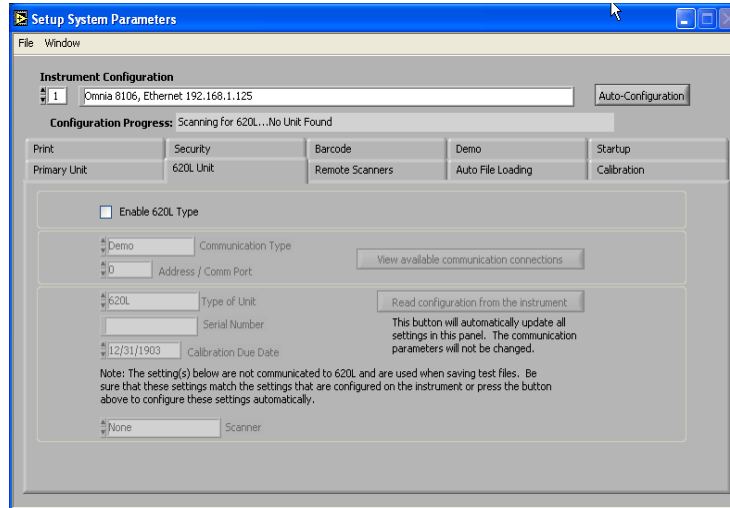 Setup System Parameters
File Window
Instrument Configuration
1 Omnia 8106, Ethernet 192.168.1.125 Auto-Configuration
Configuration Progress: Scanning for 620L...No Unit Found
Print Security Barcode Demo Startup
Primary Unit 620L Unit Remote Scanners Auto File Loading Calibration
Enable 620L Type
Demo Communication Type View available communication connections
0 Address / Comm Port
620L Type of Unit Read configuration from the instrument
Serial Number This button will automatically update all
settings in this panel. The communication
12/31/1903 Calibration Due Date parameters will not be changed.
Note: The setting(s) below are not communicated to 620L and are used when saving test files. Be
sure that these settings match the settings that are configured on the instrument or press the button
above to configure these settings automatically.
None Scanner